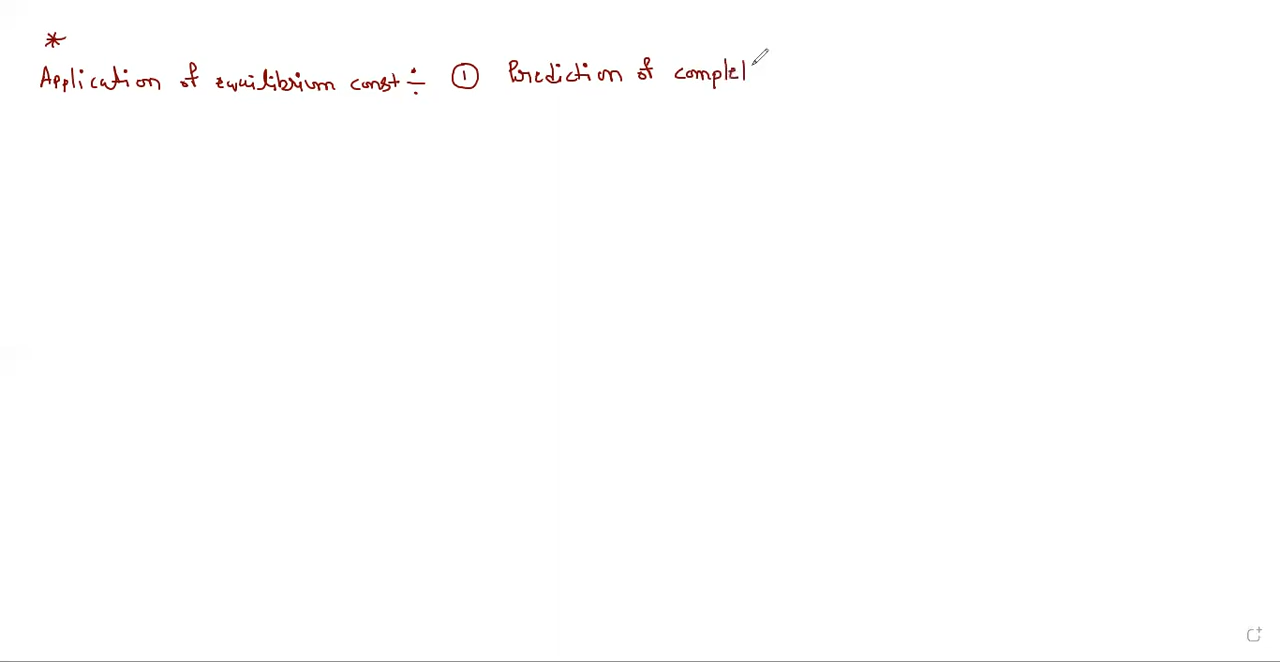 *
Application of equilibrium const ÷ ① Prediction of complet